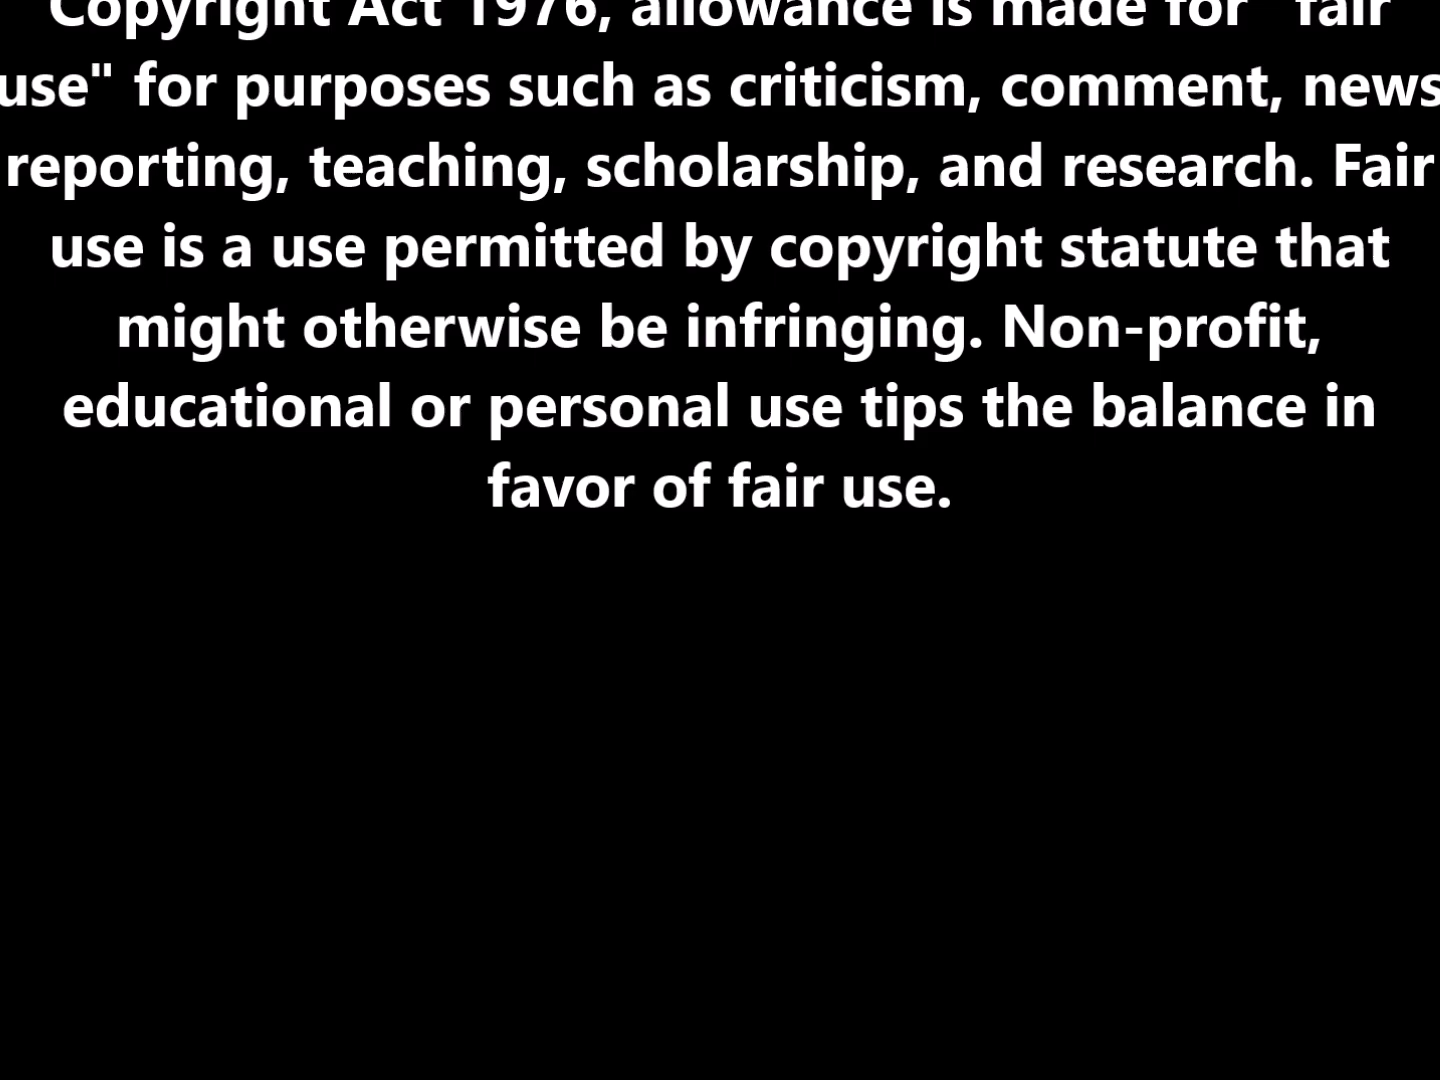 Copyright Act 1976, allowance is made for "fair
use" for purposes such as criticism, comment, news
reporting, teaching, scholarship, and research. Fair
use is a use permitted by copyright statute that
might otherwise be infringing. Non-profit,
educational or personal use tips the balance in
favor of fair use.